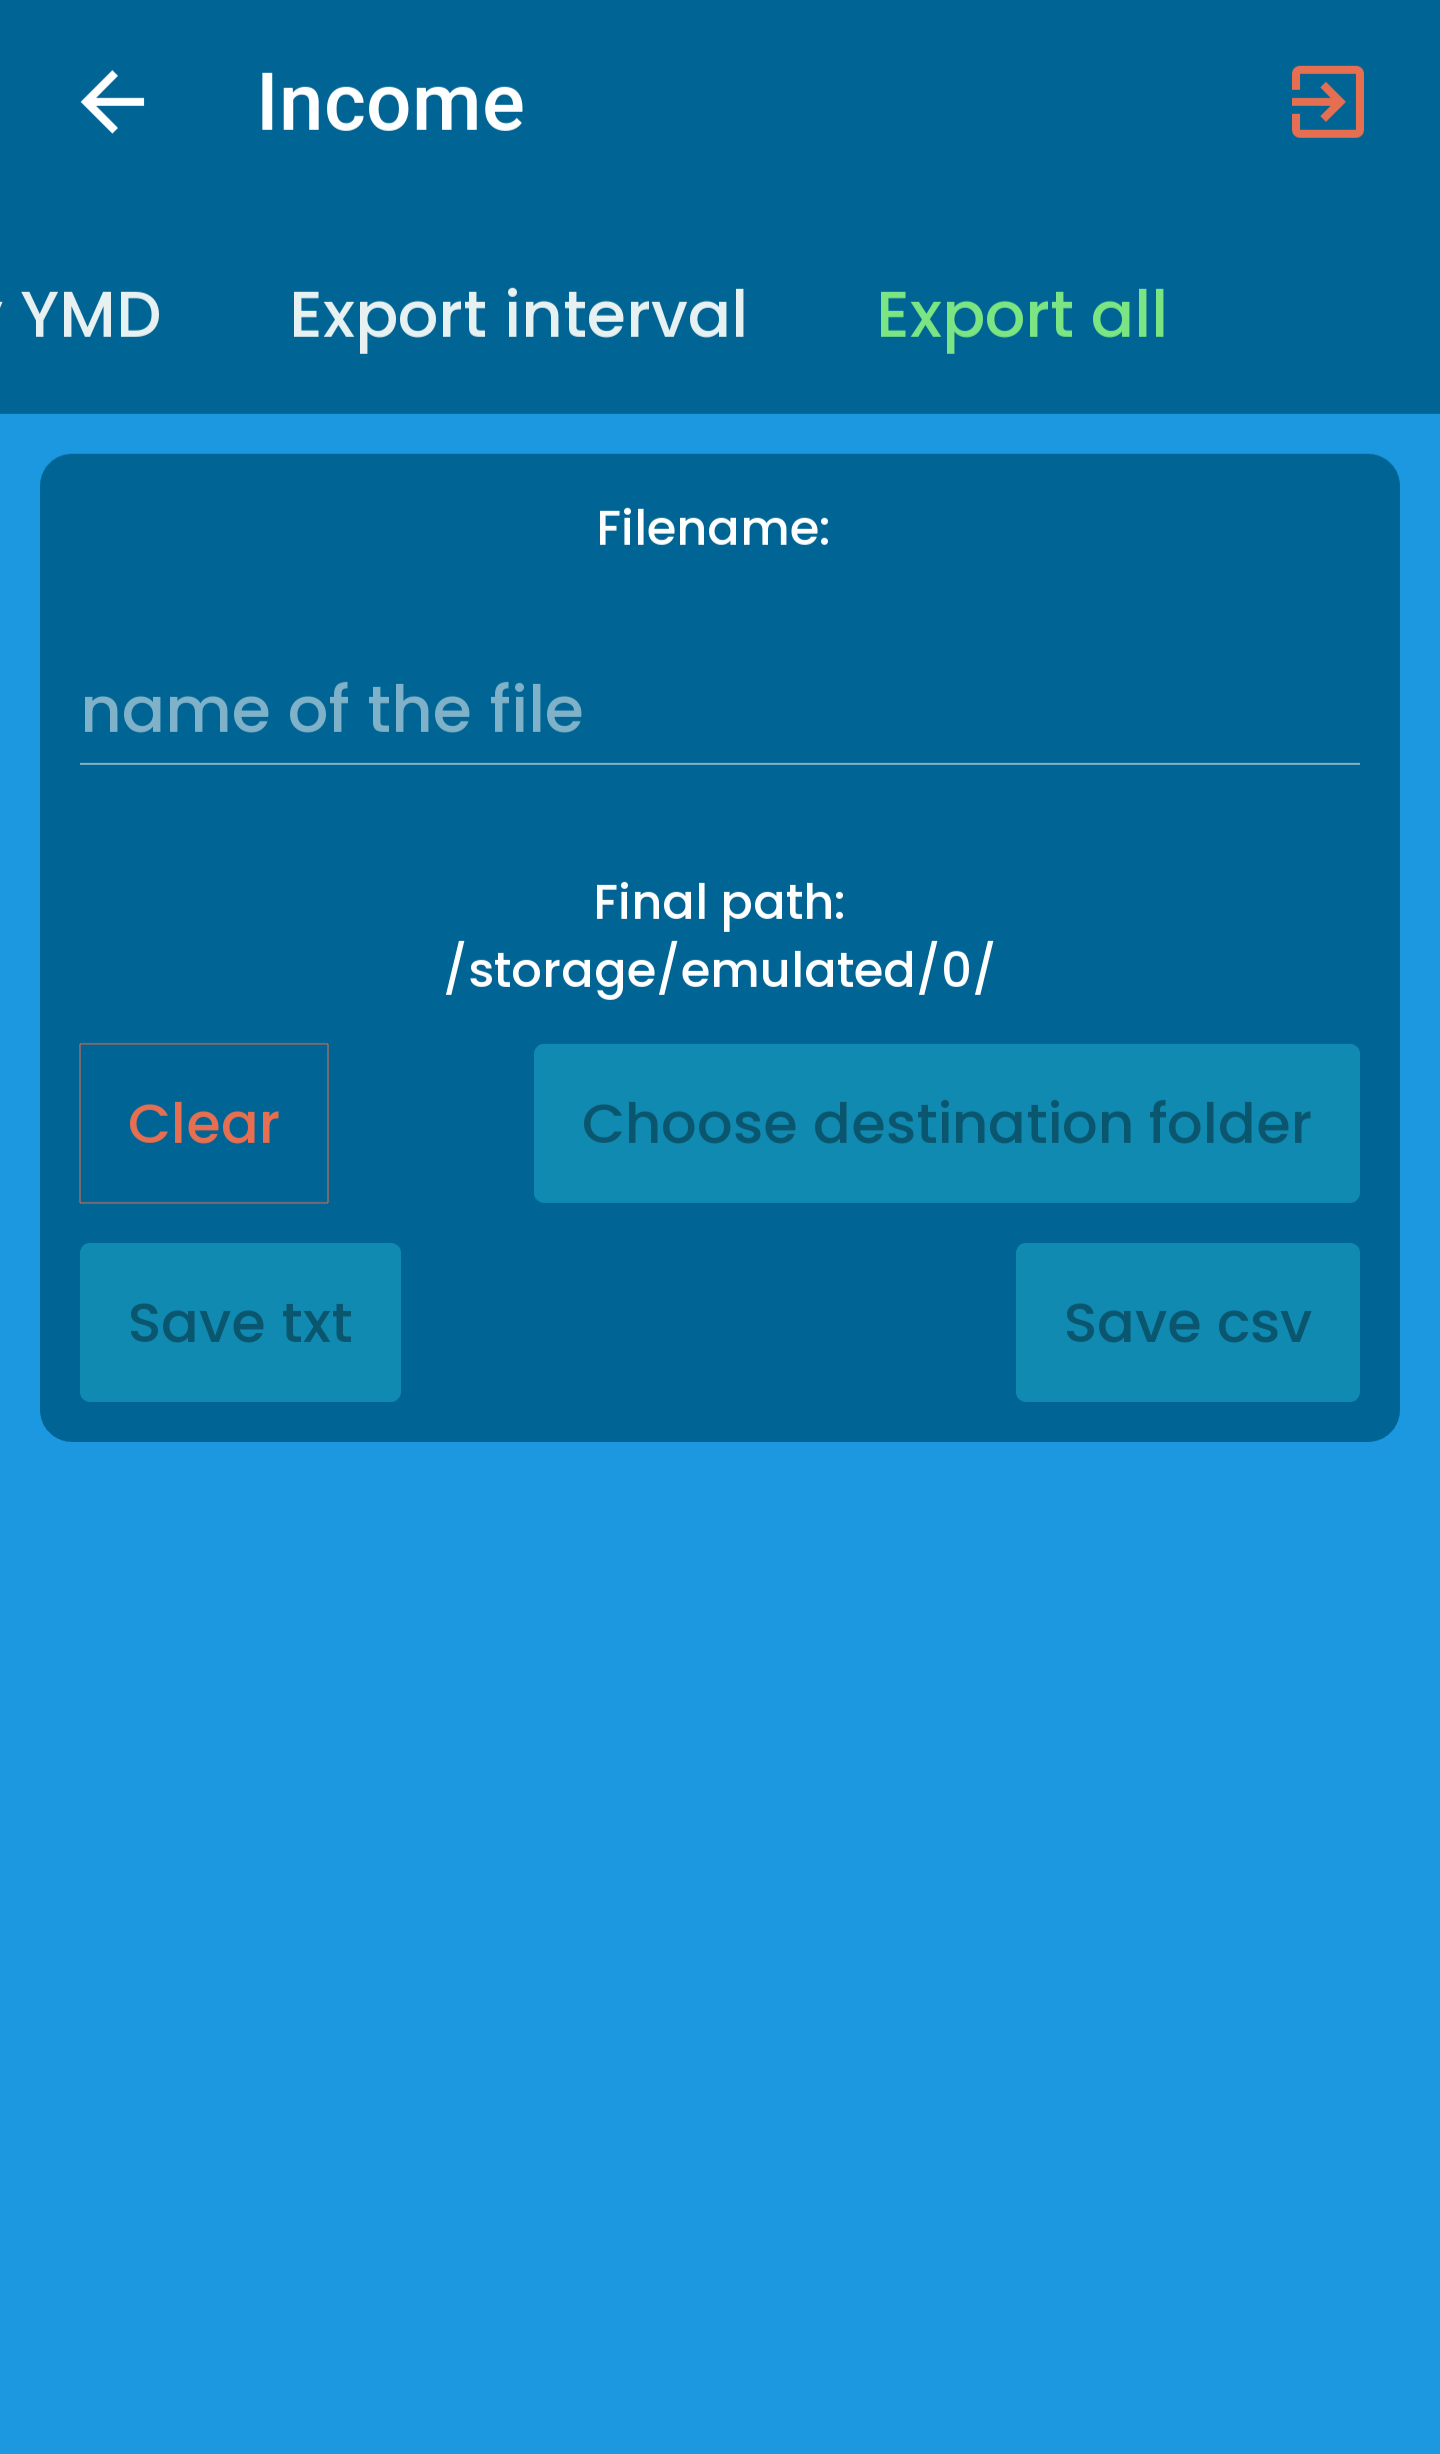 Income
YMD Export interval Export all
Filename:
name of the file
Final path:
/storage/emulated/0/
Clear Choose destination folder
Save txt Save csv